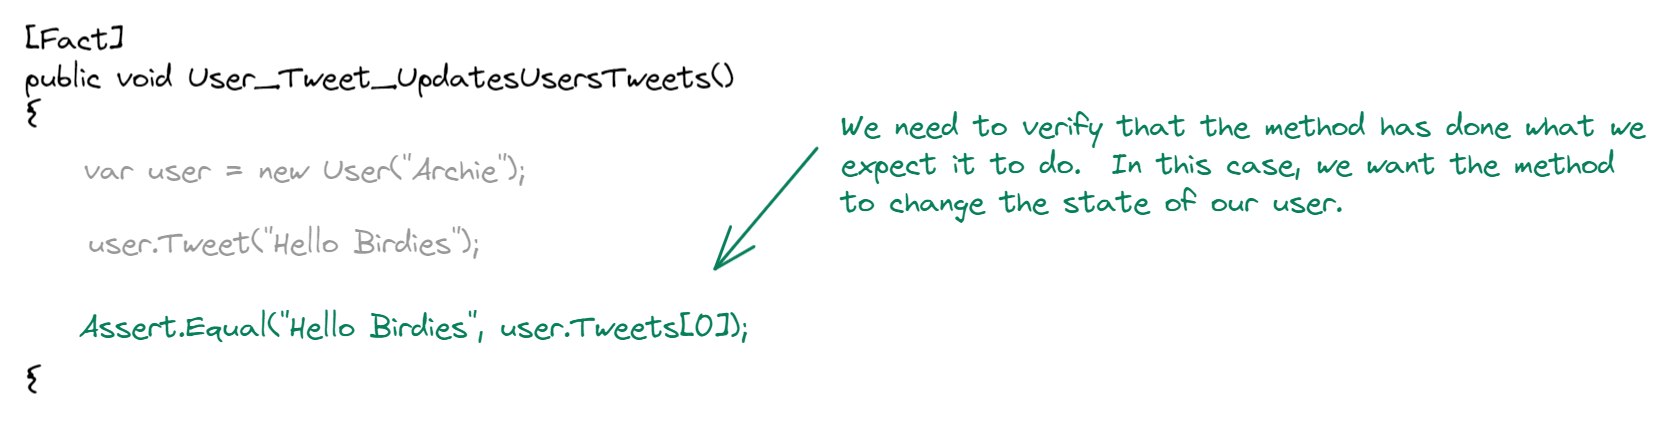 [Fact]
public void User_Tweet_UpdatesUsersTweets()
{
var user = new User("Archie");
user.Tweet("Hello Birdies");
Assert.Equal("Hello Birdies", user.Tweets[0]);
{
We need to verify that the method has done what we
expect it to do. In this case, we want the method
to change the state of our user.